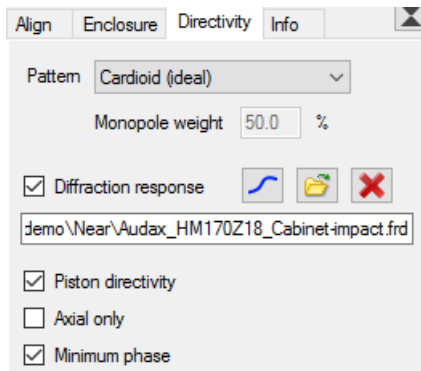 Align Enclosure Directivity Info
Pattern Cardioid (ideal)
Monopole weight 50.0 %
Diffraction response
demo\Near\Audax_HM170Z18_Cabinet-impact.frd
Piston directivity
Axial only
Minimum phase